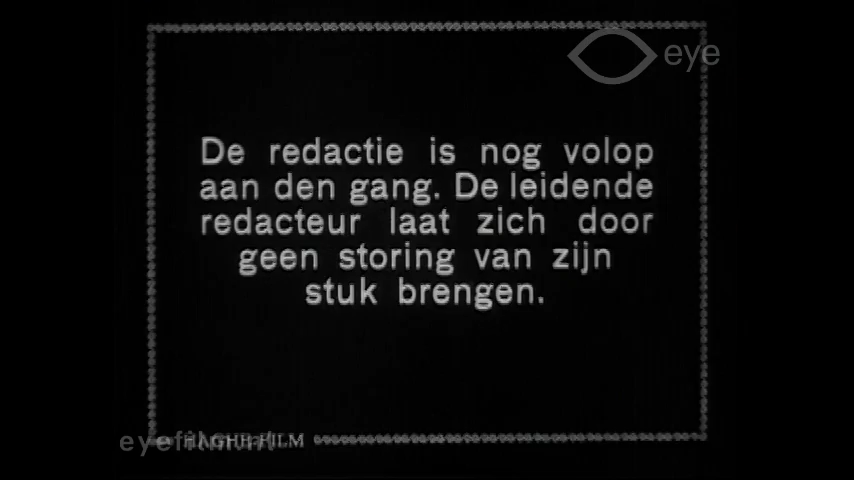 eye
De redactie is nog volop
aan den gang. De leidende
redacteur laat zich door
geen storing van zijn
stuk brengen.
HAGHE FILM